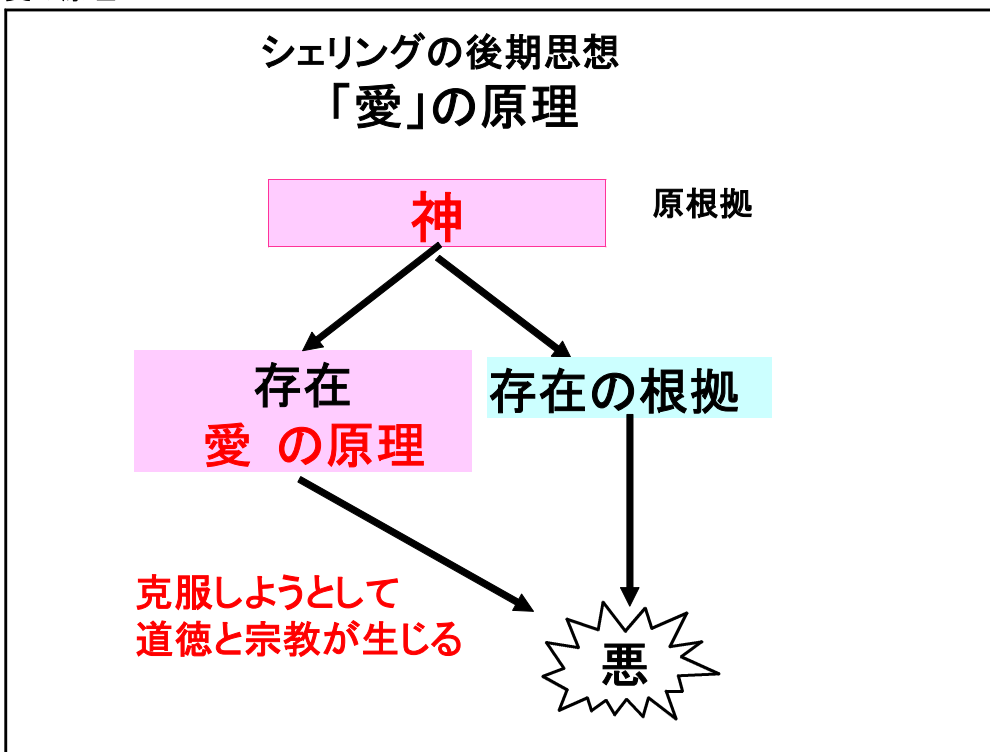 シェリングの後期思想
「愛」の原理
神
原根拠
存在
愛 の原理
存在の根拠
克服しようとして
道徳と宗教が生じる
悪